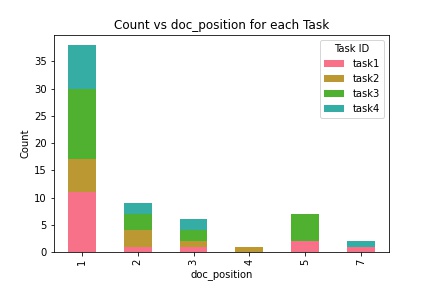 Count vs doc_position for each Task
Task ID
task1
task2
task3
task4
Count
35
30
25
20
15
10
5
0
1
2
3
4
5
7
doc_position